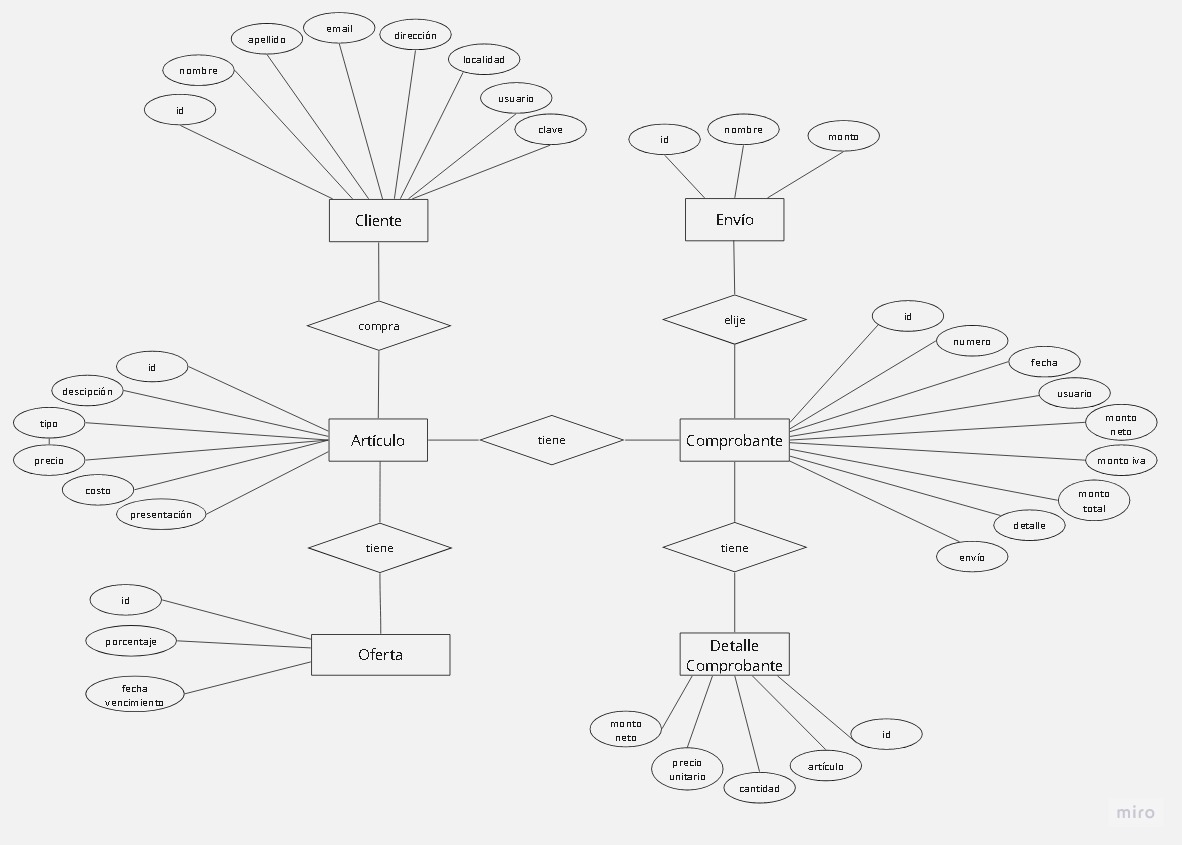 email
apellido
dirección
localidad
nombre
usuario
id
clave
id
nombre
monto
Cliente
Envío
compra
elije
id
numero
fecha
usuario
monto
neto
monto iva
monto
total
detalle
envío
id
descipción
tipo
precio
costo
presentación
Artículo
tiene
Comprobante
tiene
tiene
id
porcentaje
fecha
vencimiento
Oferta
Detalle
Comprobante
monto
neto
precio
unitario
cantidad
artículo
id
miro